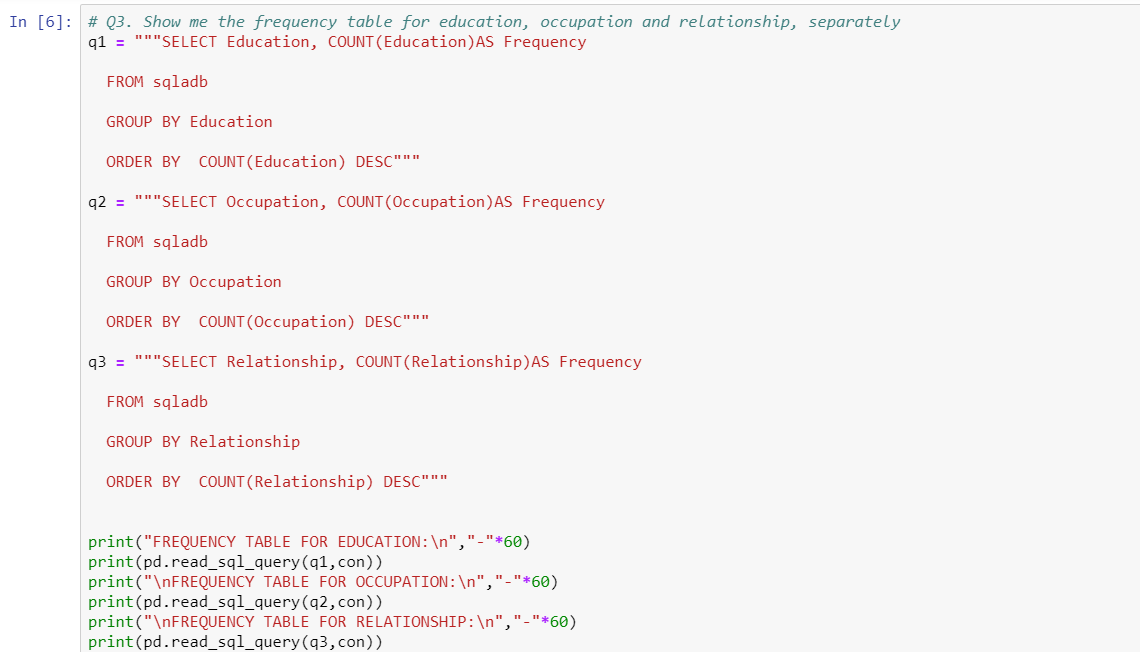 In [6]: # Q3. Show me the frequency table for education, occupation and relationship, separately
q1 = """SELECT Education, COUNT(Education)AS Frequency
FROM sqladb
GROUP BY Education
ORDER BY  COUNT(Education) DESC"""
q2 = """SELECT Occupation, COUNT(Occupation)AS Frequency
FROM sqladb
GROUP BY Occupation
ORDER BY  COUNT(Occupation) DESC"""
q3 = """SELECT Relationship, COUNT(Relationship)AS Frequency
FROM sqladb
GROUP BY Relationship
ORDER BY  COUNT(Relationship) DESC"""
print("FREQUENCY TABLE FOR EDUCATION:\n","-"*60)
print(pd.read_sql_query(q1,con))
print("\nFREQUENCY TABLE FOR OCCUPATION:\n","-"*60)
print(pd.read_sql_query(q2,con))
print("\nFREQUENCY TABLE FOR RELATIONSHIP:\n","-"*60)
print(pd.read_sql_query(q3,con))